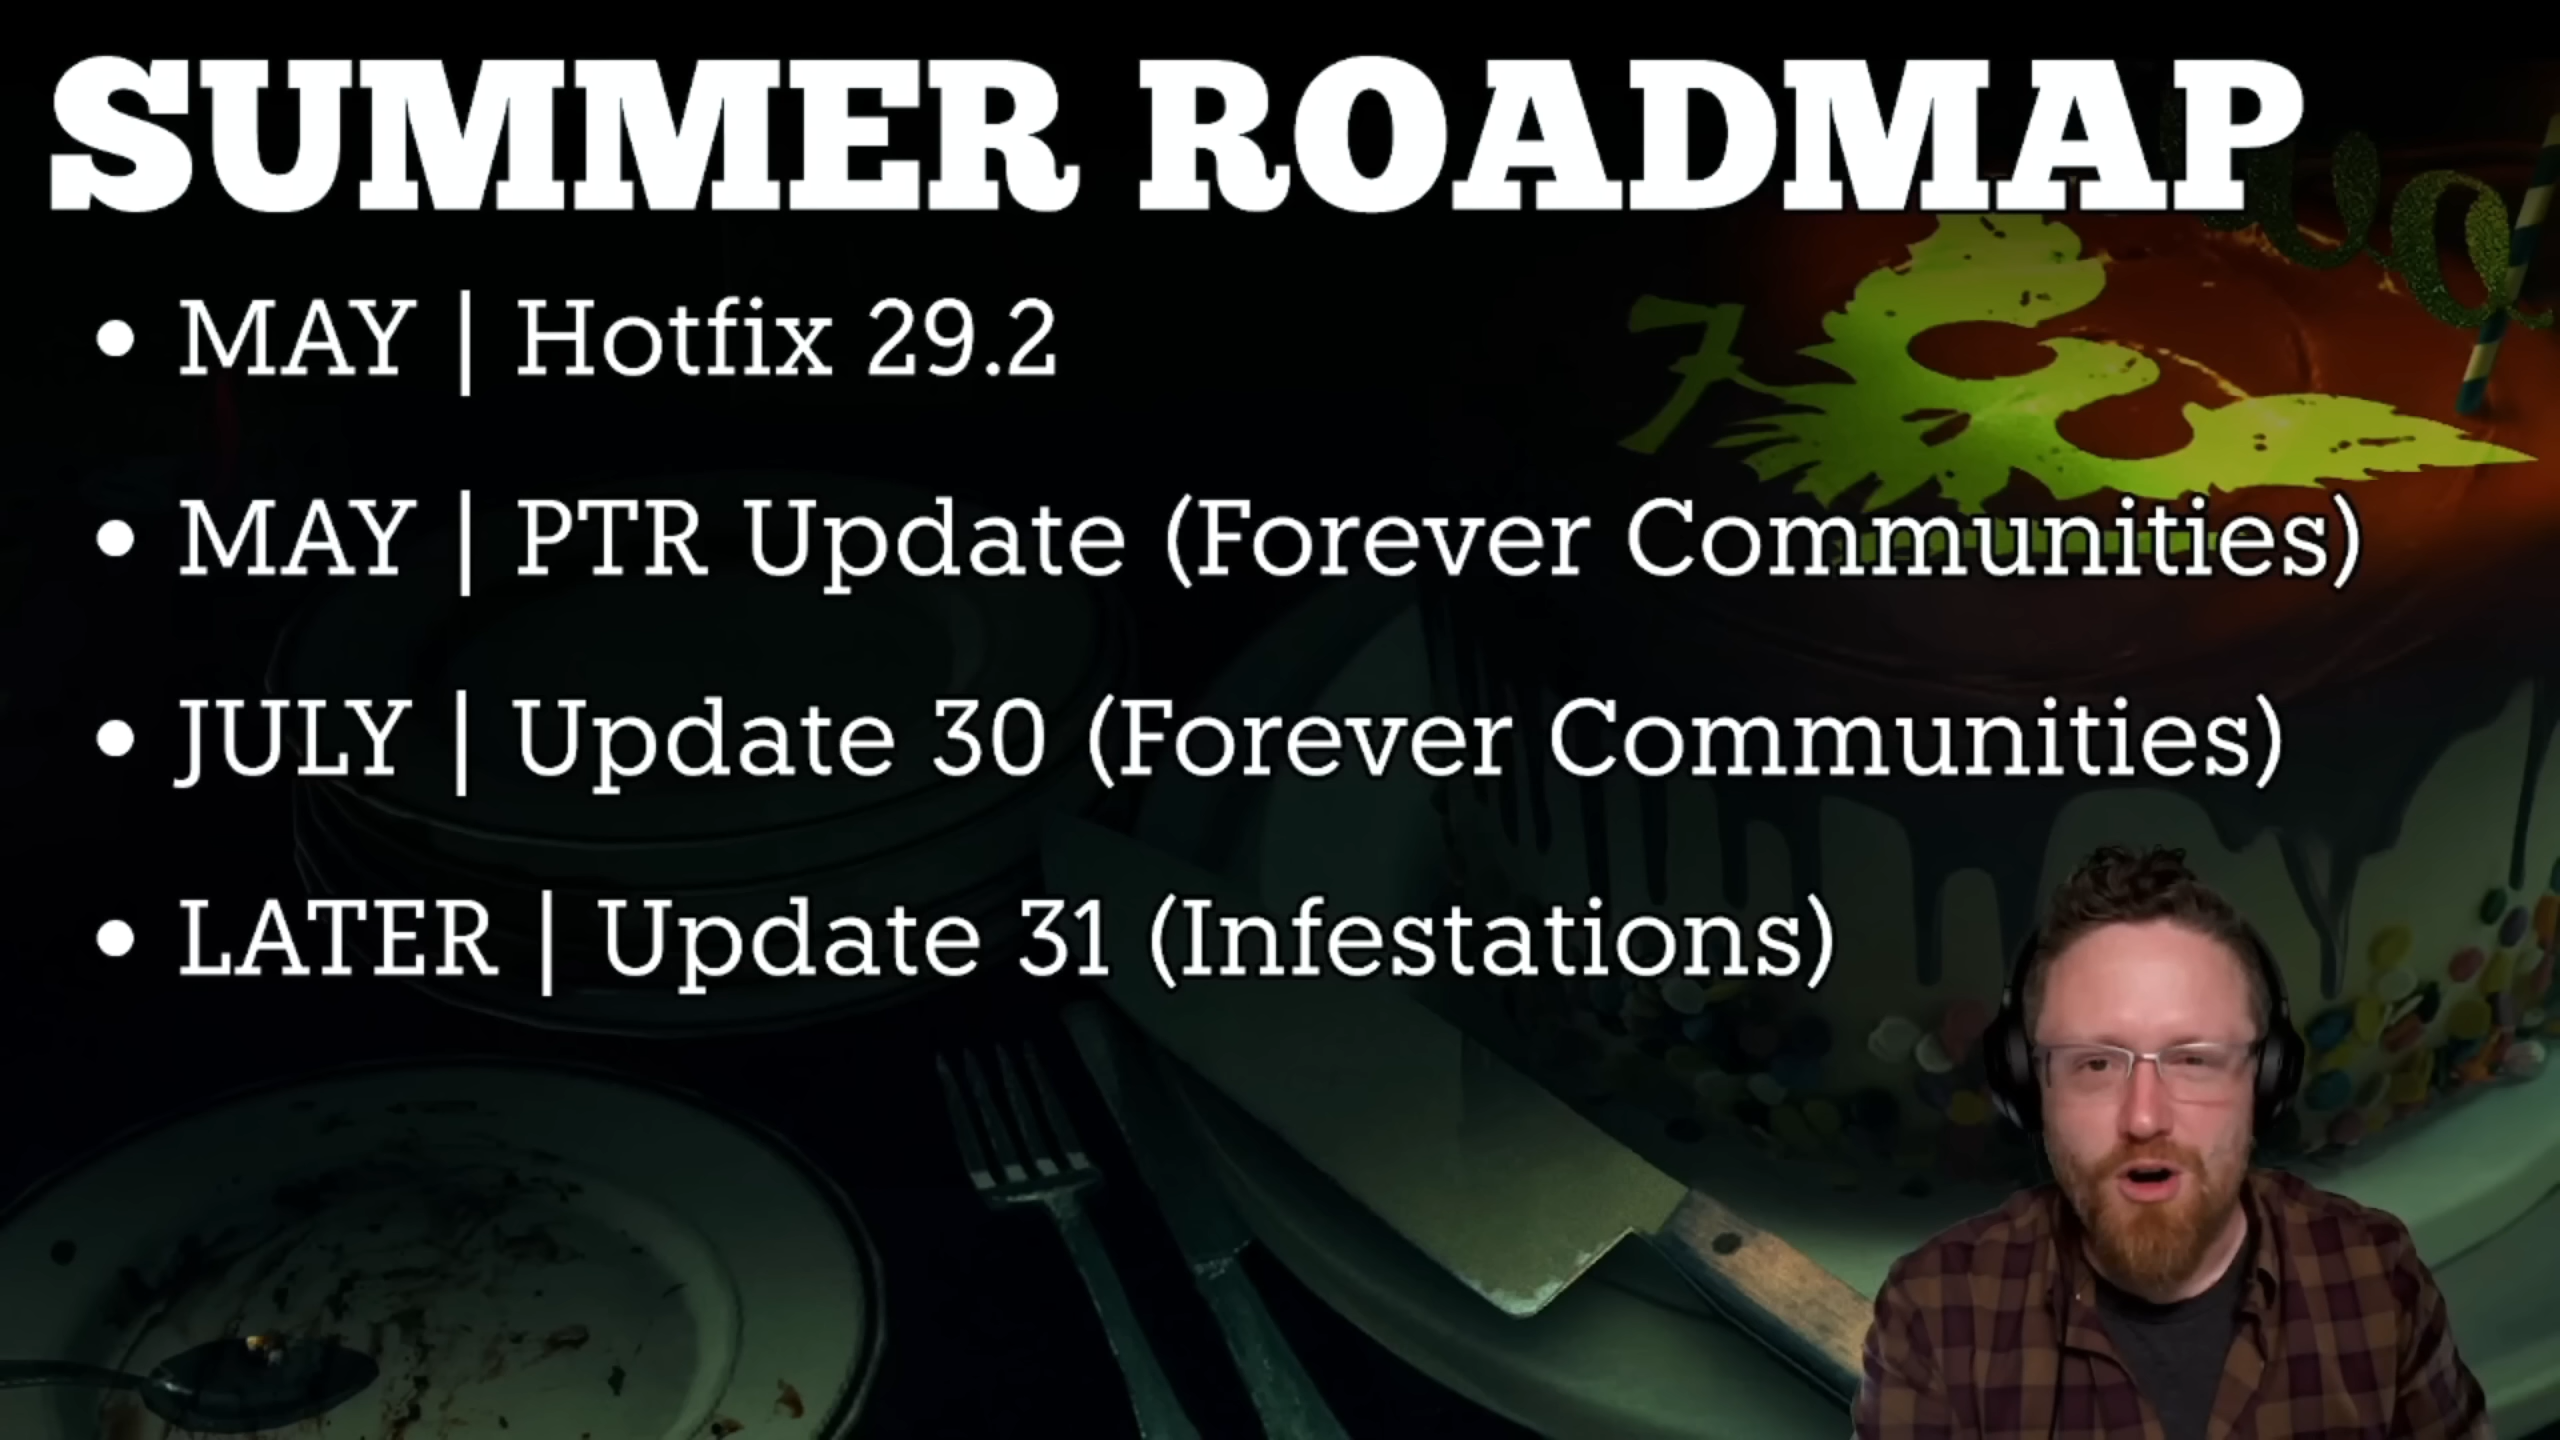 SUMMER ROADMAP
• MAY | Hotfix 29.2
• MAY | PTR Update (Forever Communities)
• JULY | Update 30 (Forever Communities)
• LATER | Update 31 (Infestations)